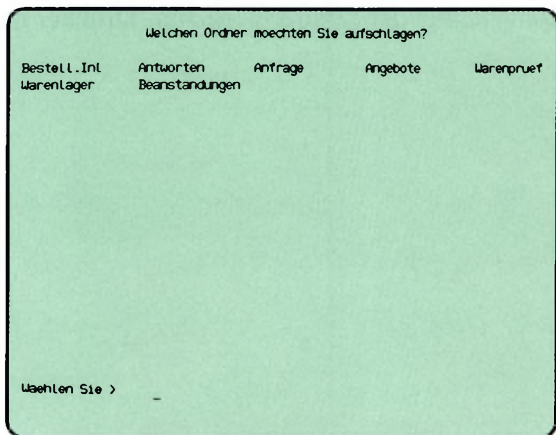 Welchen Ordner moechten Sie aufschlagen?
Bestell.Inl Antworten Anfrage Angebote Warenpruef
Warenlager Beanstandungen
Waehlen Sie > _